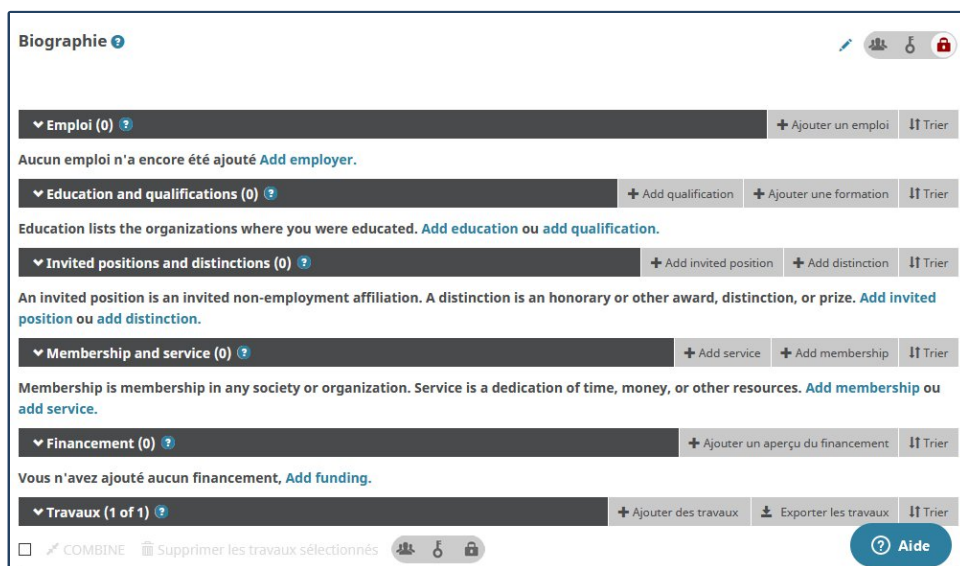 Biographie
Emploi (0)
+ Ajouter un emploi
Trier
Aucun emploi n'a encore été ajouté Add employer.
Education and qualifications (0)
+ Add qualification
+ Ajouter une formation
Trier
Education lists the organizations where you were educated. Add education ou add qualification.
Invited positions and distinctions (0)
+ Add invited position
+ Add distinction
Trier
An invited position is an invited non-employment affiliation. A distinction is an honorary or other award, distinction, or prize. Add invited
position ou add distinction.
Membership and service (0)
+ Add service
+ Add membership
Trier
Membership is membership in any society or organization. Service is a dedication of time, money, or other resources. Add membership ou
add service.
Financement (0)
+ Ajouter un aperçu du financement
Trier
Vous n'avez ajouté aucun financement, Add funding.
Travaux (1 of 1)
+ Ajouter des travaux
Exporter les travaux
Trier
COMBINE
Supprimer les travaux sélectionnés
Aide